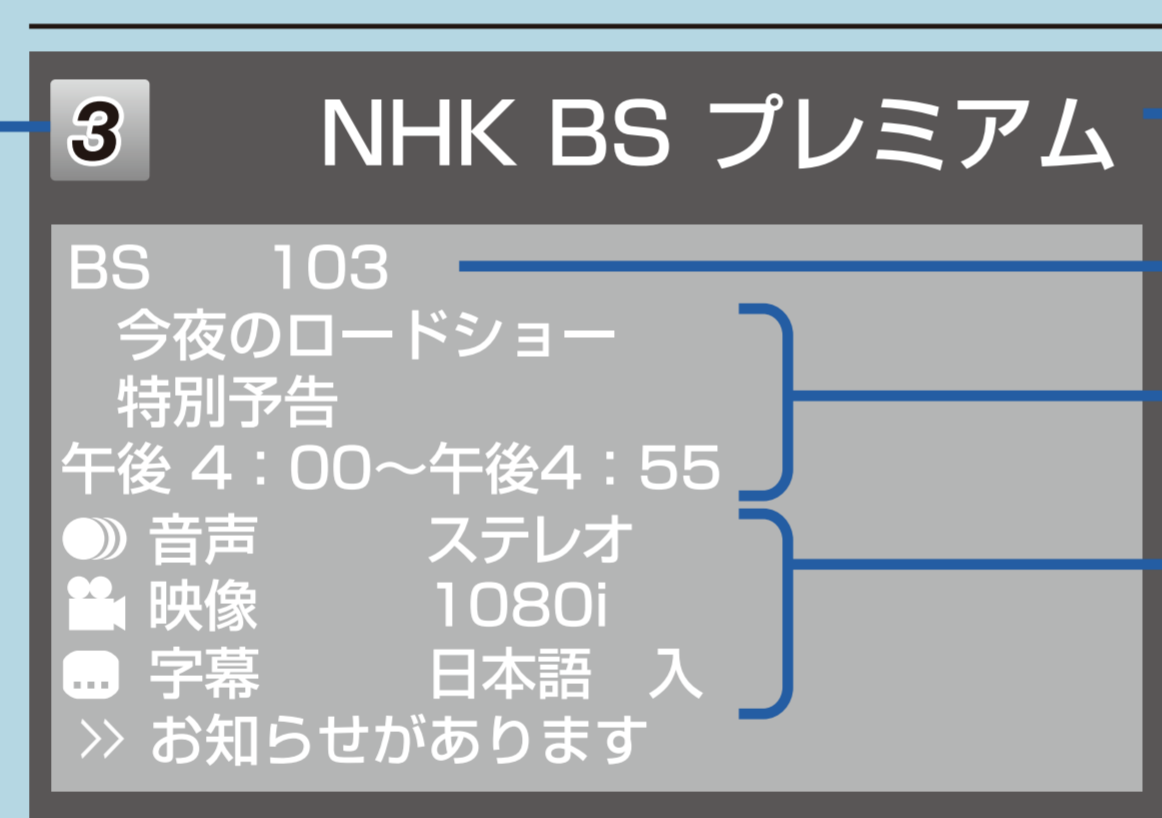 3 NHK BS プレミアム
BS 103
今夜のロードショー
特別予告
午後 4：00～午後4：55
音声 ステレオ
映像 1080i
字幕 日本語 入
>> お知らせがあります